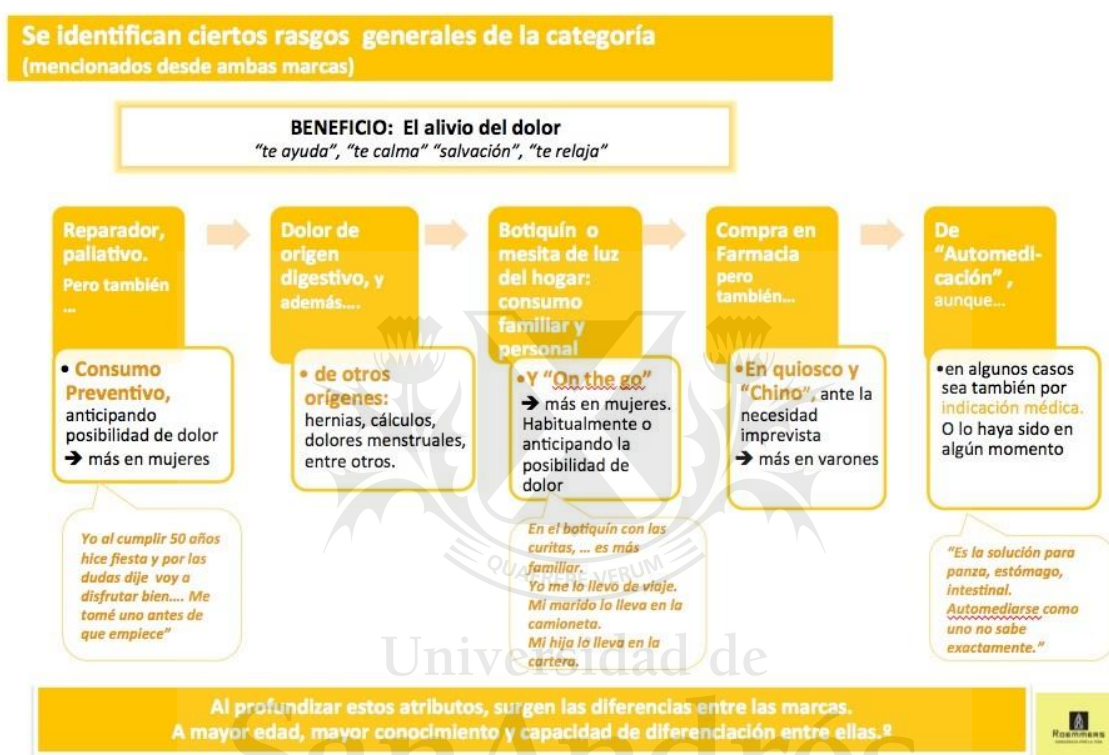 Se identifican ciertos rasgos generales de la categoría
(mencionados desde ambas marcas)
BENEFICIO: El alivio del dolor
“te ayuda”, “te calma” “salvación”, “te relaja”
Reparador,
paliativo.
Pero también
...
• Consumo
Preventivo,
anticipando
posibilidad de dolor
➔ más en mujeres
Yo al cumplir 50 años
hice fiesta y por las
dudas dije voy a
disfrutar bien.... Me
tomé uno antes de
que empiece”
Dolor de
origen
digestivo, y
además....
• de otros
orígenes:
hernias, cálculos,
dolores menstruales,
entre otros.
Botiquín o
mesita de luz
del hogar:
consumo
familiar y
personal
•Y “On the go”
➔ más en mujeres.
Habitualmente o
anticipando la
posibilidad de
dolor
En el botiquín con las
curitas, ... es más
familiar.
Yo me lo llevo de viaje.
Mi marido lo lleva en la
camioneta.
Mi hija lo lleva en la
cartera.
Compra en
Farmacia
pero
también...
•En quiosco y
“Chino”, ante la
necesidad
imprevista
➔ más en varones
De
“Automedi-
cación” ,
aunque...
•en algunos casos
sea también por
indicación médica.
O lo haya sido en
algún momento
“Es la solución para
panza, estómago,
intestinal.
Automediarse como
uno no sabe
exactamente.”
QUAERERE VERUM
Universidad de
San Andrés
Al profundizar estos atributos, surgen las diferencias entre las marcas.
A mayor edad, mayor conocimiento y capacidad de diferenciación entre ellas.º
ROEMMERS